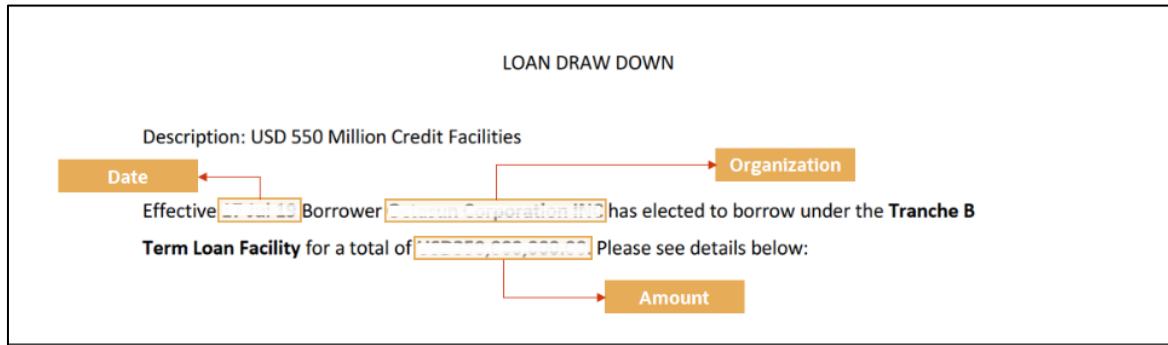 LOAN DRAW DOWN
Description: USD 550 Million Credit Facilities
Organization
Date
Effective Borrower Corporation has elected to borrow under the Tranche B
Term Loan Facility for a total of Please see details below:
Amount